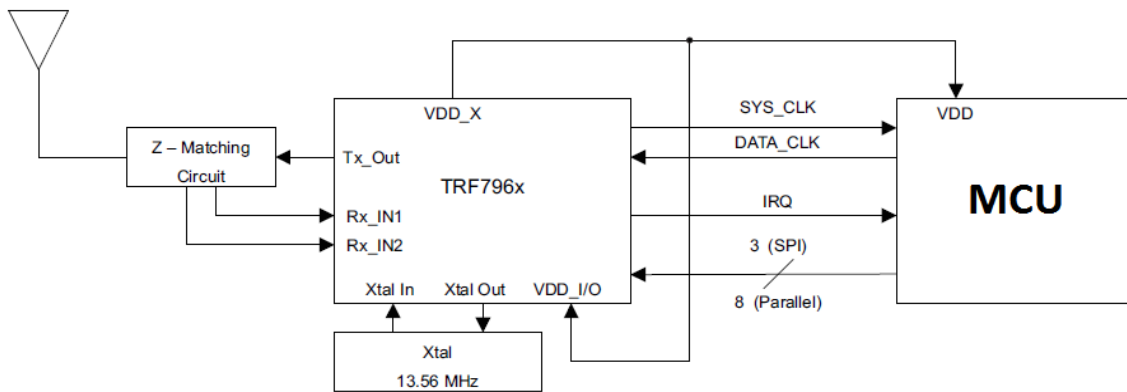 VDD_X
SYS_CLK
VDD
DATA_CLK
Z – Matching
Circuit
Tx_Out
TRF796x
MCU
IRQ
Rx_IN1
Rx_IN2
3 (SPI)
Xtal In
Xtal Out
VDD_I/O
8 (Parallel)
Xtal
13.56 MHz